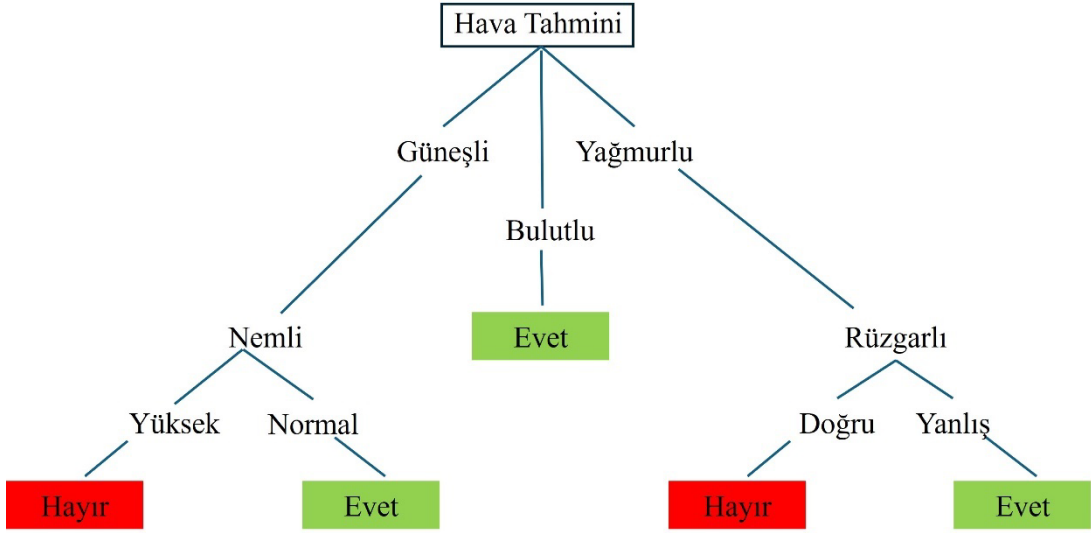 Hava Tahmini
Güneşli
Yağmurlu
Bulutlu
Nemli
Evet
Rüzgarlı
Yüksek
Normal
Doğru
Yanlış
Hayır
Evet
Hayır
Evet